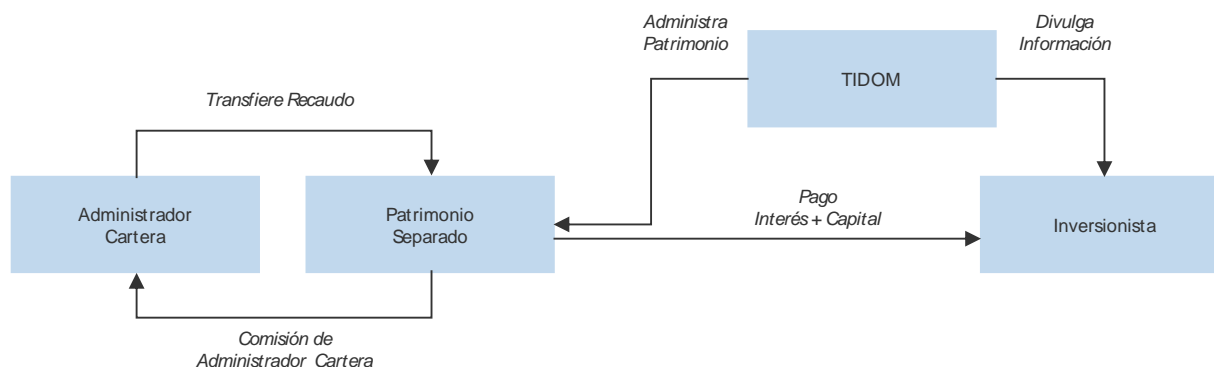 Administra
Patrimonio
Divulga
Información
TIDOM
Transfiere Recaudo
Administrador
Cartera
Patrimonio
Separado
Pago
Interés + Capital
Inversionista
Comisión de
Administrador Cartera